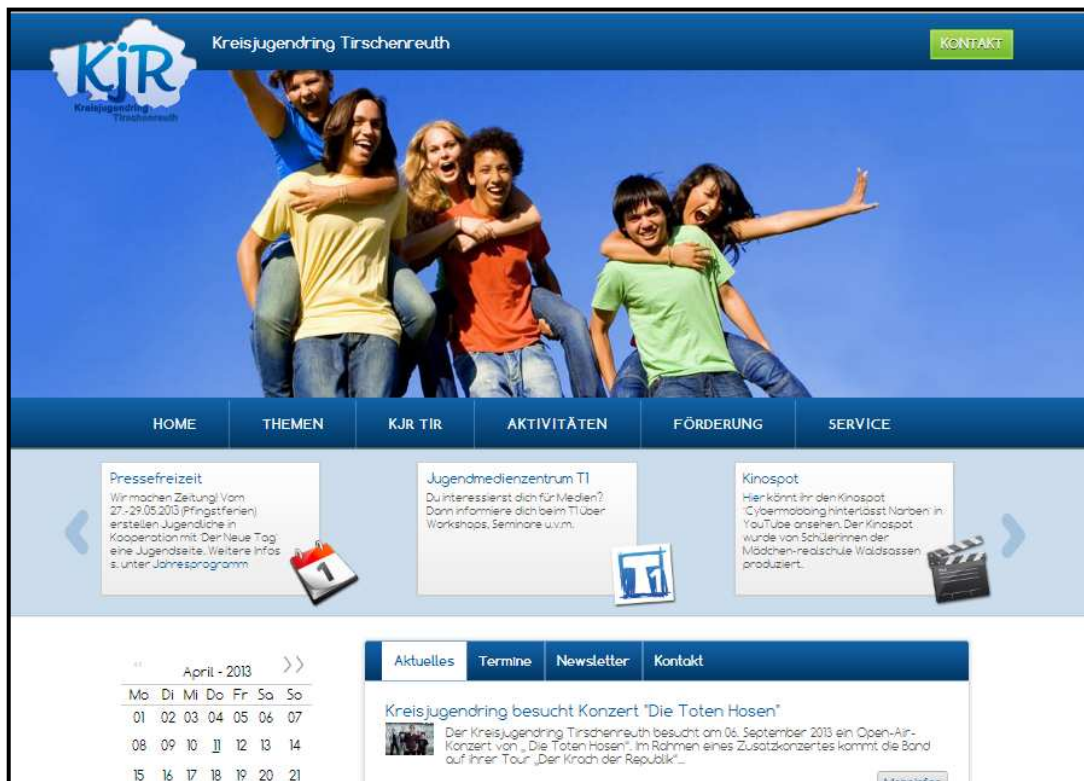 KjR
Kreisjugendring
Tirschenreuth
Kreisjugendring Tirschenreuth
KONTAKT
HOME THEMEN KJR TIR AKTIVITÄTEN FÖRDERUNG SERVICE
Pressefreizeit
Wir machen Zeitung! Vom
27.-29.05.2013 (Pfingstferien)
erstellen Jugendliche in
Kooperation mit 'Der Neue Tag'
eine Jugendseite. Weitere Infos
s. unter Jahresprogramm
1
Jugendmedienzentrum T1
Du interessierst dich für Medien?
Dann informiere dich beim T1 über
Workshops, Seminare u.v.m.
T1
Kinospot
Hier könnt ihr den Kinospot
'Cybermobbing hinterlässt Narben' in
YouTube ansehen. Der Kinospot
wurde von Schülerinnen der
Mädchen-realschule Waldsassen
produziert.
<< April - 2013 >>
Mo Di Mi Do Fr Sa So
01 02 03 04 05 06 07
08 09 10 11 12 13 14
15 16 17 18 19 20 21
Aktuelles Termine Newsletter Kontakt
Kreisjugendring besucht Konzert "Die Toten Hosen"
Der Kreisjugendring Tirschenreuth besucht am 06. September 2013 ein Open-Air-
Konzert von „ Die Toten Hosen". Im Rahmen eines Zusatzkonzertes kommt die Band
auf ihrer Tour „Der Krach der Republik"...